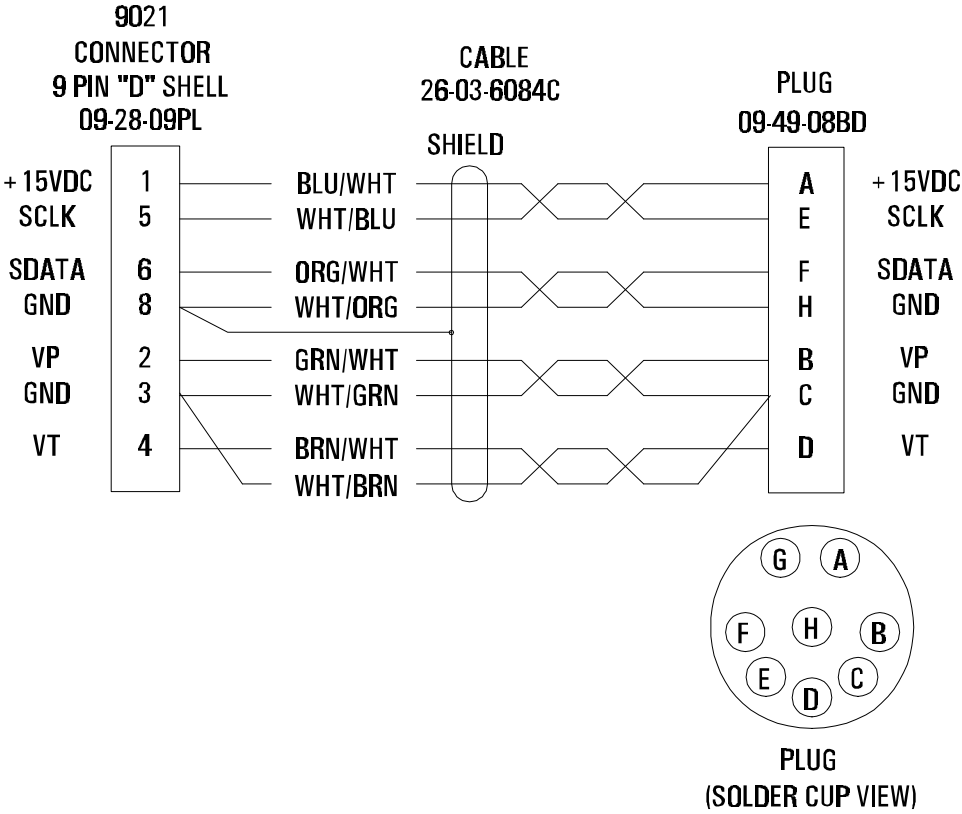 9021
CONNECTOR
9 PIN "D" SHELL
09-28-09PL
CABLE
26-03-6084C
PLUG
09-49-08BD
SHIELD
+15VDC 1 BLU/WHT A +15VDC
SCLK 5 WHT/BLU E SCLK
SDATA 6 ORG/WHT F SDATA
GND 8 WHT/ORG H GND
VP 2 GRN/WHT B VP
GND 3 WHT/GRN C GND
VT 4 BRN/WHT D VT
WHT/BRN
G A
F H B
E C
D
PLUG
(SOLDER CUP VIEW)